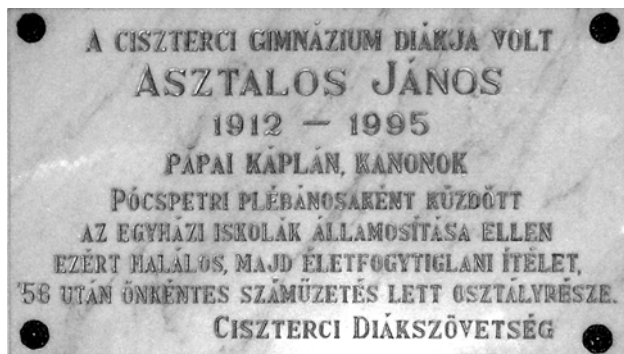 A CISZTERCI GIMNÁZIUM DIÁKJA VOLT
ASZTALOS JÁNOS
1912 – 1995
PÁPAI KÁPLÁN, KANONOK
PÓCSPETRI PLÉBÁNOSAKÉNT KÜZDÖTT
AZ EGYHÁZI ISKOLÁK ÁLLAMOSÍTÁSA ELLEN
EZÉRT HALÁLOS, MAJD ÉLETFOGYTIGLANI ÍTÉLET,
'56 UTÁN ÖNKÉNTES SZÁMŰZETÉS LETT OSZTÁLYRÉSZE.
CISZTERCI DIÁKSZÖVETSÉG